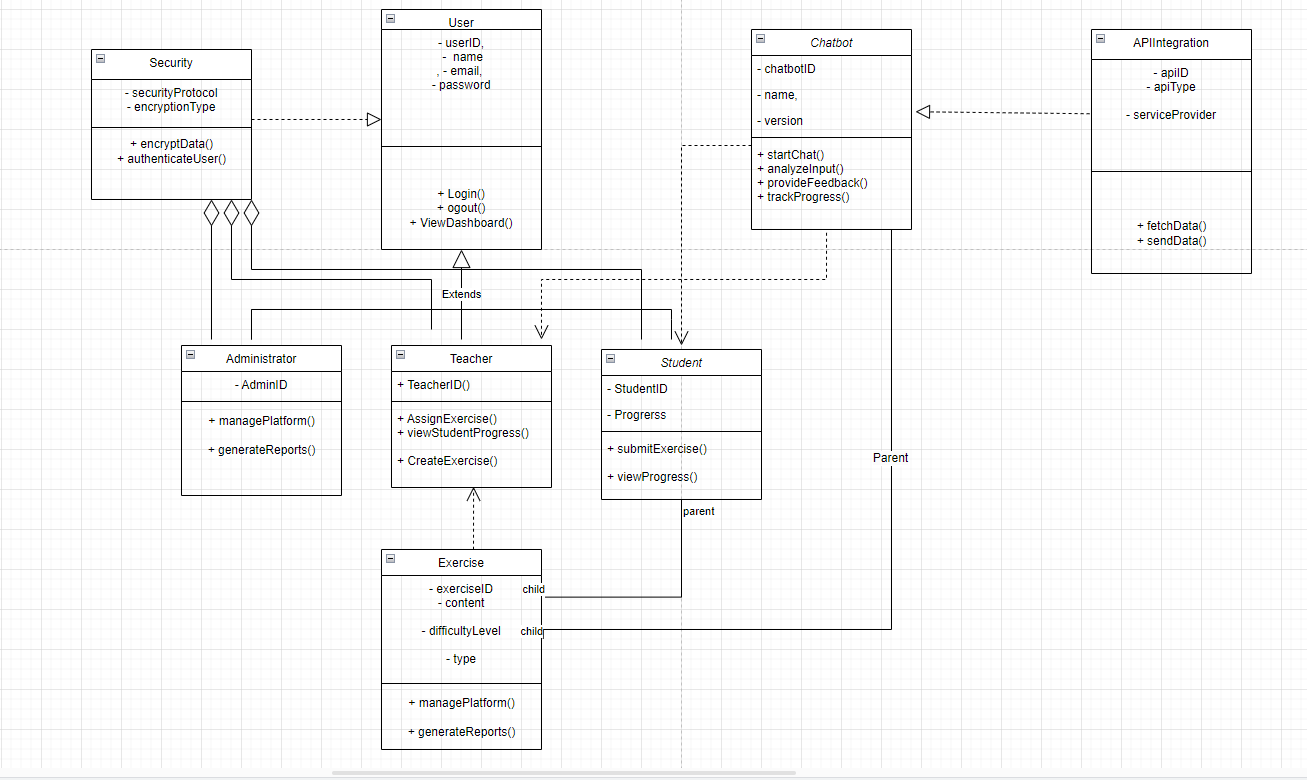 User
- userID,
- name
, - email,
- password
+ Login()
+ ogout()
+ ViewDashboard()
Security
- securityProtocol
- encryptionType
+ encryptData()
+ authenticateUser()
Chatbot
- chatbotID
- name,
- version
+ startChat()
+ analyzeInput()
+ provideFeedback()
+ trackProgress()
APIIntegration
- apiID
- apiType
- serviceProvider
+ fetchData()
+ sendData()
Extends
Administrator
- AdminID
+ managePlatform()
+ generateReports()
Teacher
+ TeacherID()
+ AssignExercise()
+ viewStudentProgress()
+ CreateExercise()
Student
- StudentID
- Progrerss
+ submitExercise()
+ viewProgress()
Parent
parent
Exercise
- exerciseID
- content
- difficultyLevel
- type
+ managePlatform()
+ generateReports()
child
child